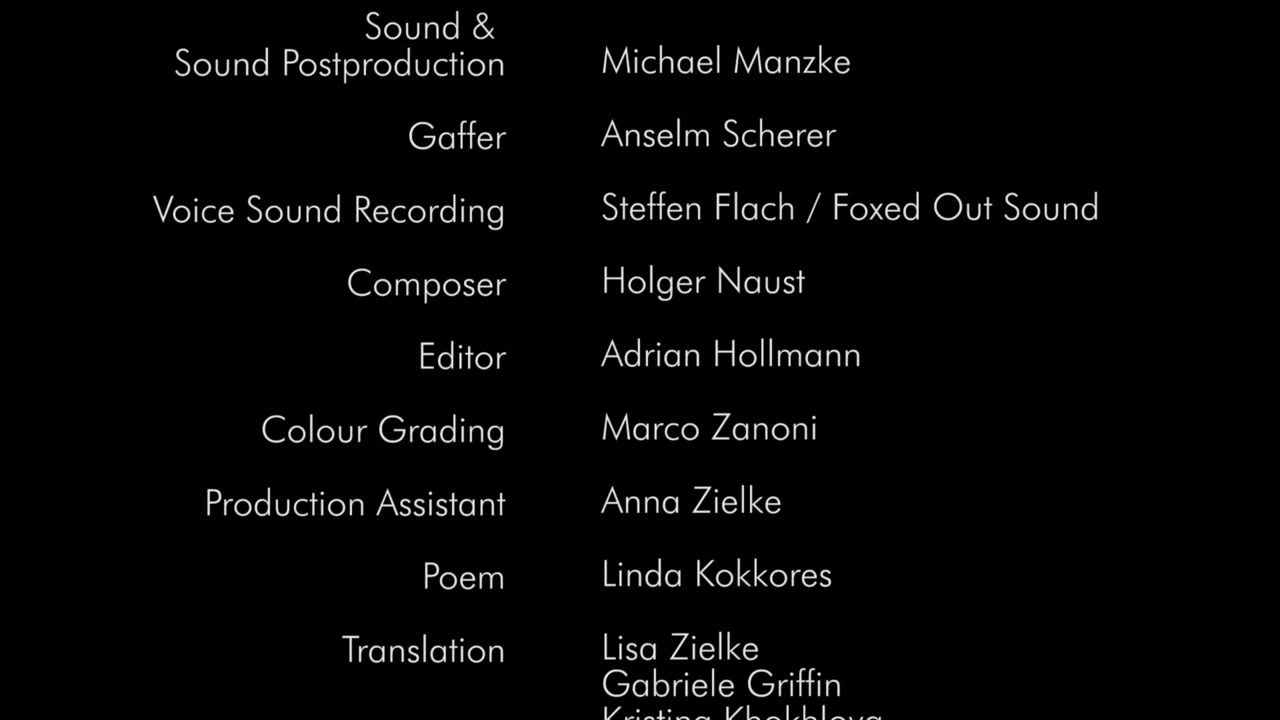 Sound &
Sound Postproduction Michael Manzke
Gaffer Anselm Scherer
Voice Sound Recording Steffen Flach / Foxed Out Sound
Composer Holger Naust
Editor Adrian Hollmann
Colour Grading Marco Zanoni
Production Assistant Anna Zielke
Poem Linda Kokkores
Translation Lisa Zielke
Gabriele Griffin